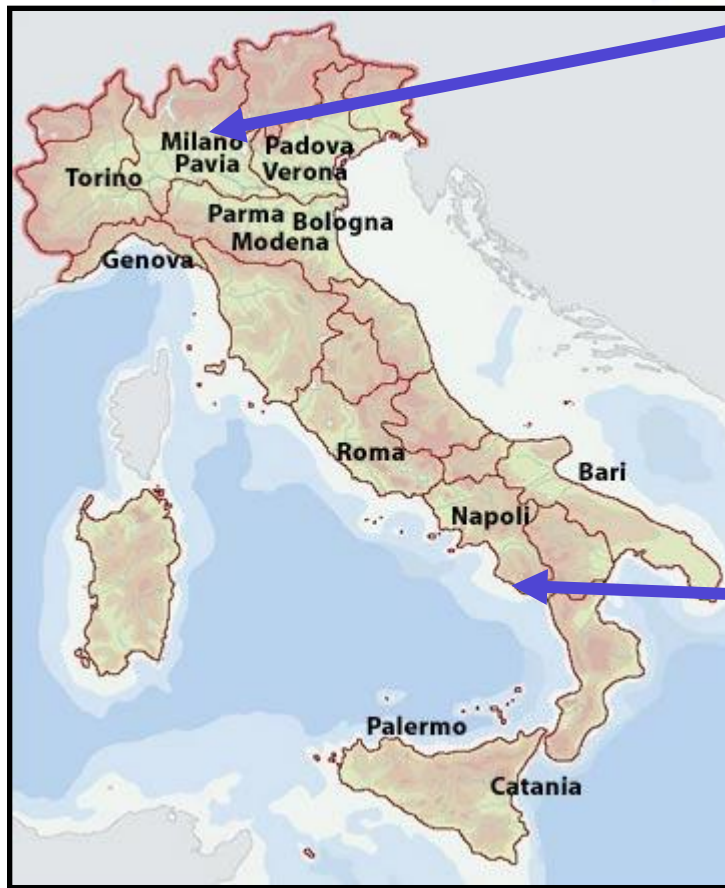 Milano Padova
Torino Pavia Verona
Parma Bologna
Modena
Genova
Roma
Bari
Napoli
Palermo
Catania